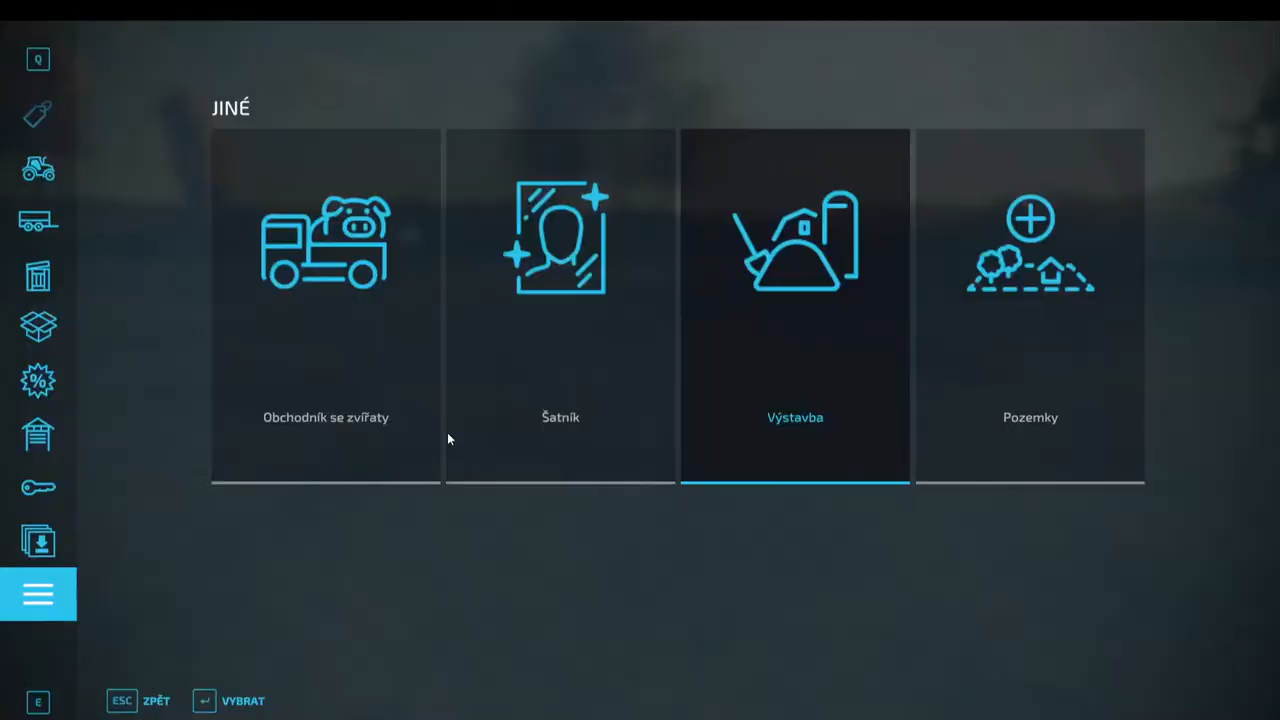 Q
JINÉ
Obchodník se zvířaty
Šatník
Výstavba
Pozemky
%
E
ESC ZPĚT
↵ VYBRAT